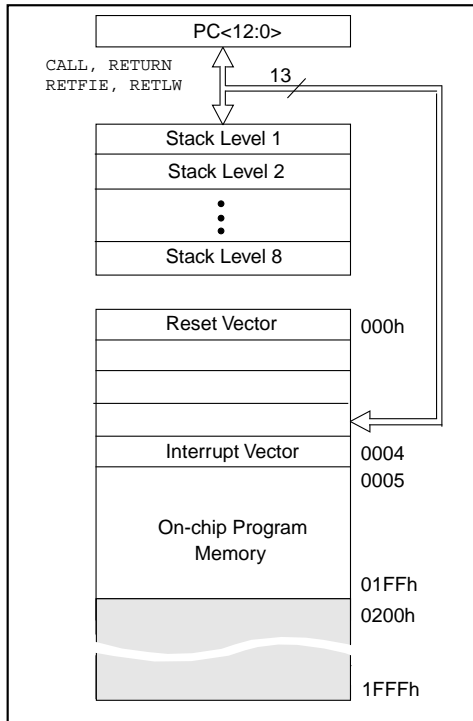 PC<12:0>
CALL, RETURN
RETFIE, RETLW
13
Stack Level 1
Stack Level 2
Stack Level 8
Reset Vector
000h
Interrupt Vector
0004
0005
On-chip Program
Memory
01FFh
0200h
1FFFh